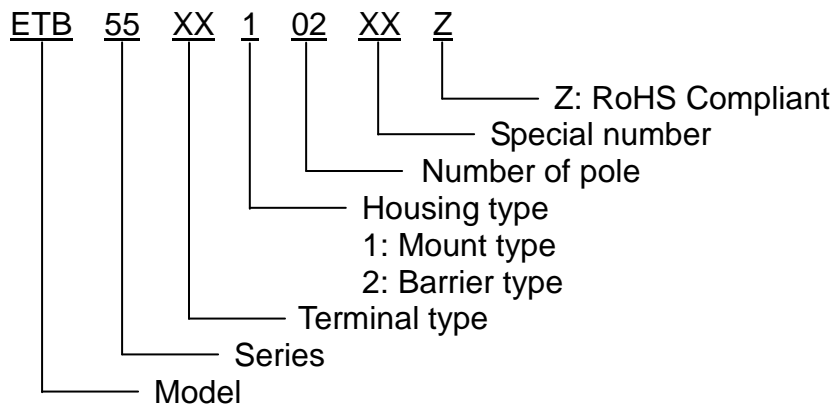 ETB 55 XX 1 02 XX Z
Z: RoHS Compliant
Special number
Number of pole
Housing type
1: Mount type
2: Barrier type
Terminal type
Series
Model